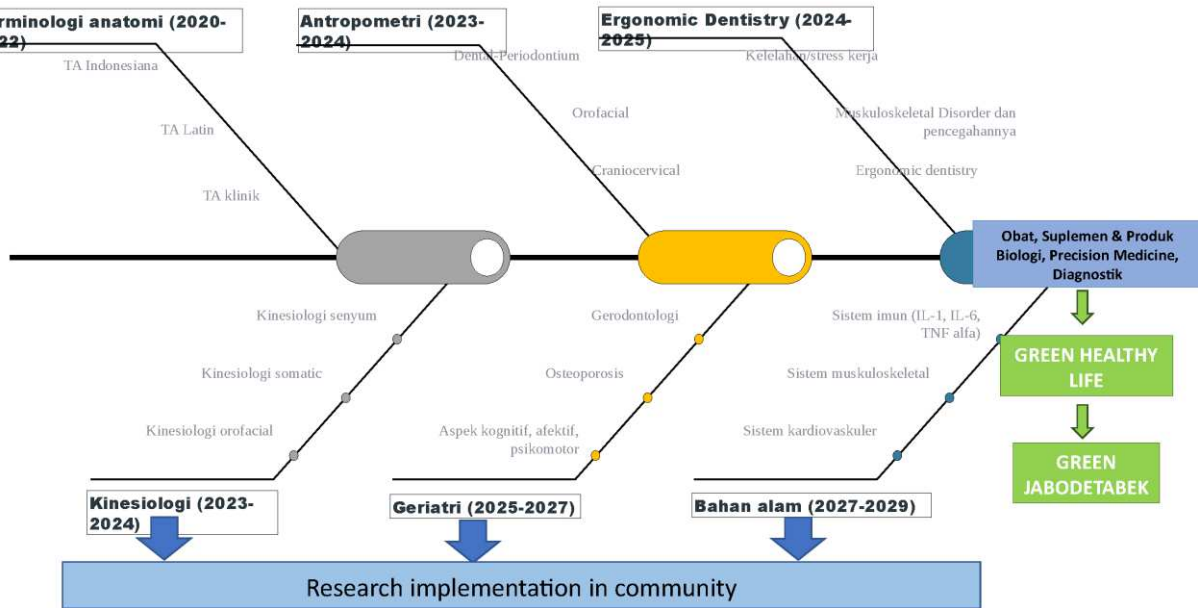 rminologi anatomi (2020-
22)
TA Indonesiana
TA Latin
TA klinik
Antropometri (2023-
2024)
Dental-Periodontium
Orofacial
Craniocervical
Ergonomic Dentistry (2024-
2025)
Kelelahan/stress kerja
Muskuloskeletal Disorder dan
pencegahannya
Ergonomic dentistry
Obat, Suplemen & Produk
Biologi, Precision Medicine,
Diagnostik
Kinesiologi senyum
Kinesiologi somatic
Kinesiologi orofacial
Kinesiologi (2023-
2024)
Gerodontologi
Osteoporosis
Aspek kognitif, afektif,
psikomotor
Geriatri (2025-2027)
Sistem imun (IL-1, IL-6,
TNF alfa)
Sistem muskuloskeletal
Sistem kardiovaskuler
Bahan alam (2027-2029)
GREEN HEALTHY
LIFE
GREEN
JABODETABEK
Research implementation in community